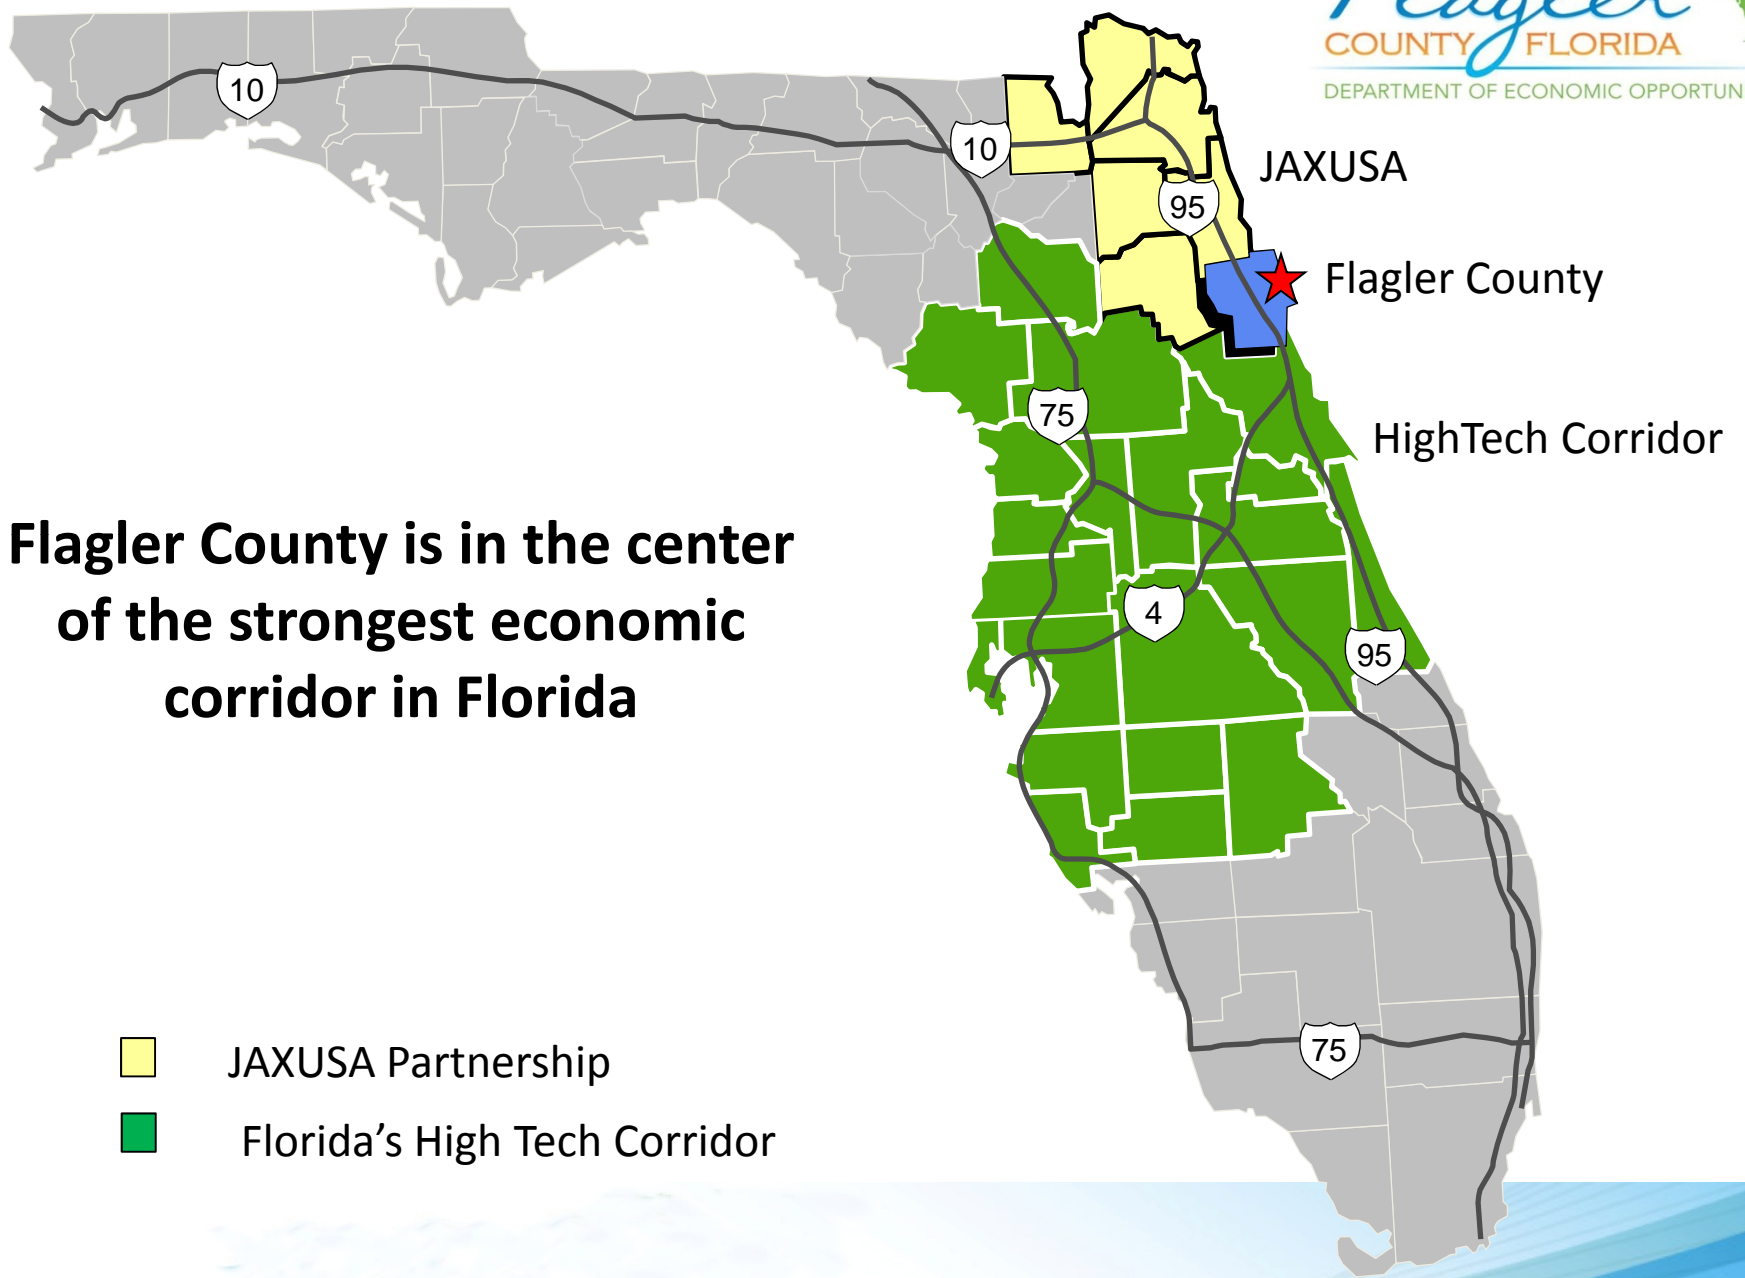 COUNTY FLORIDA
DEPARTMENT OF ECONOMIC
10
10
JAXUSA
95
Flagler County
75
HighTech Corridor
Flagler County is in the center
of the strongest economic
corridor in Florida
4
95
75
JAXUSA Partnership
Florida’s High Tech Corridor